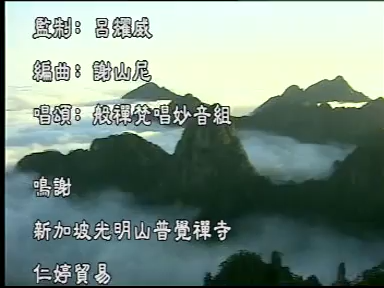 監制：呂耀威
編曲：謝山尼
唱頌：般禪梵唱妙音組
鳴謝
新加坡光明山普覺禪寺
仁婷貿易